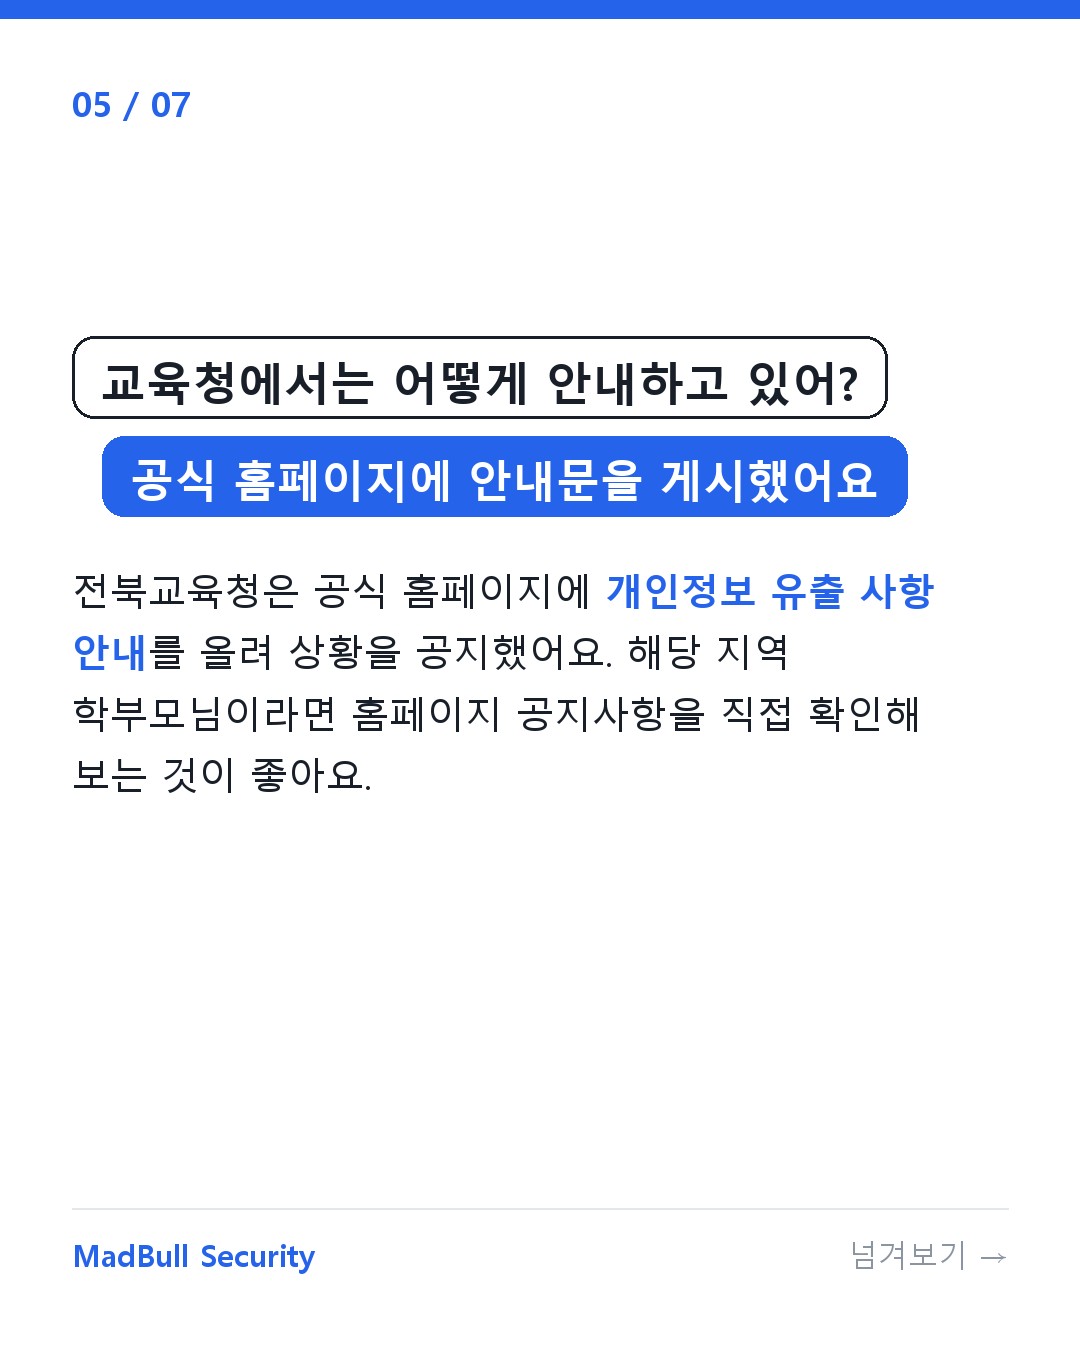 05 / 07
교육청에서는 어떻게 안내하고 있어?
공식 홈페이지에 안내문을 게시했어요
전북교육청은 공식 홈페이지에 개인정보 유출 사항
안내를 올려 상황을 공지했어요. 해당 지역
학부모님이라면 홈페이지 공지사항을 직접 확인해
보는 것이 좋아요.
MadBull Security
넘겨보기 →